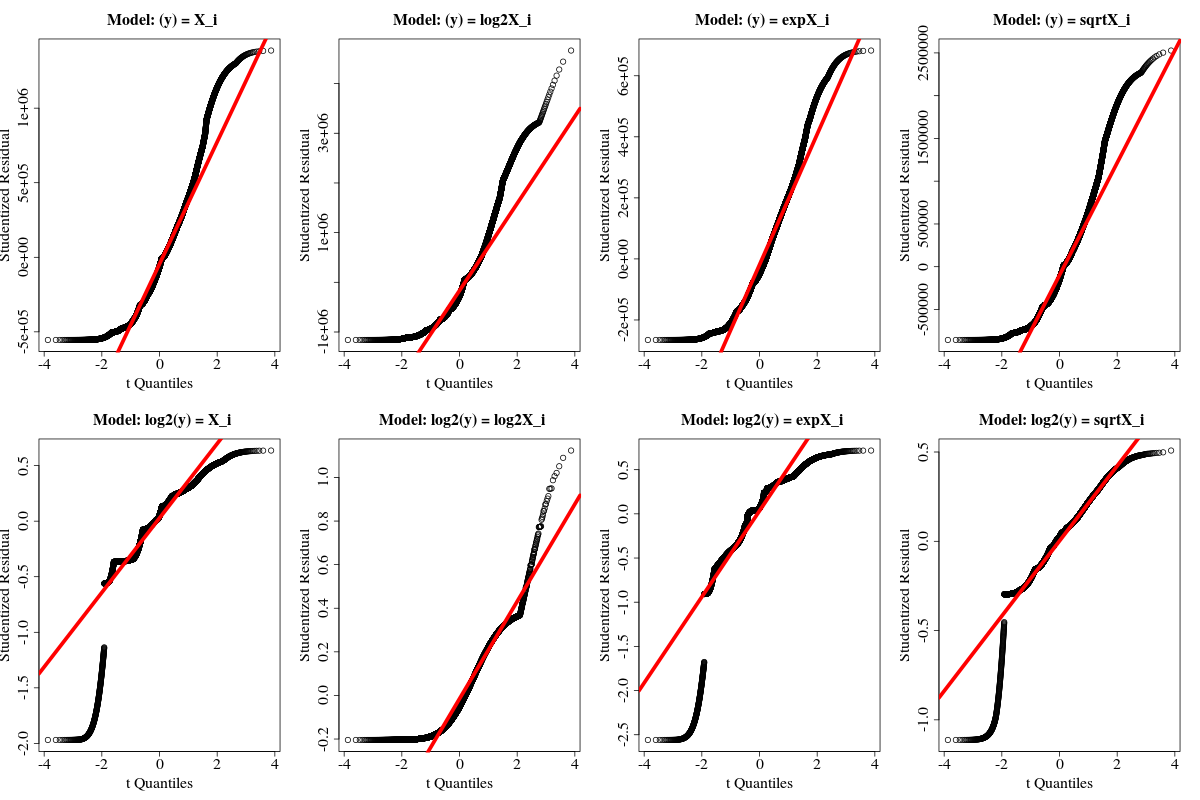 Model: (y) = X_i
Studentized Residual
-5e+05 0e+00 5e+05 1e+06
-4 -2 0 2 4
t Quantiles
Model: (y) = log2X_i
Studentized Residual
-1e+06 1e+06 3e+06
-4 -2 0 2 4
t Quantiles
Model: (y) = expX_i
Studentized Residual
-2e+05 0e+00 2e+05 4e+05 6e+05
-4 -2 0 2 4
t Quantiles
Model: (y) = sqrtX_i
Studentized Residual
-500000 0 500000 1500000 2500000
-4 -2 0 2 4
t Quantiles
Model: log2(y) = X_i
Studentized Residual
-2.0 -1.5 -1.0 -0.5 0.0 0.5
-4 -2 0 2 4
t Quantiles
Model: log2(y) = log2X_i
Studentized Residual
-0.2 0.0 0.2 0.4 0.6 0.8 1.0
-4 -2 0 2 4
t Quantiles
Model: log2(y) = expX_i
Studentized Residual
-2.5 -2.0 -1.5 -1.0 -0.5 0.0 0.5
-4 -2 0 2 4
t Quantiles
Model: log2(y) = sqrtX_i
Studentized Residual
-1.0 -0.5 0.0 0.5
-4 -2 0 2 4
t Quantiles